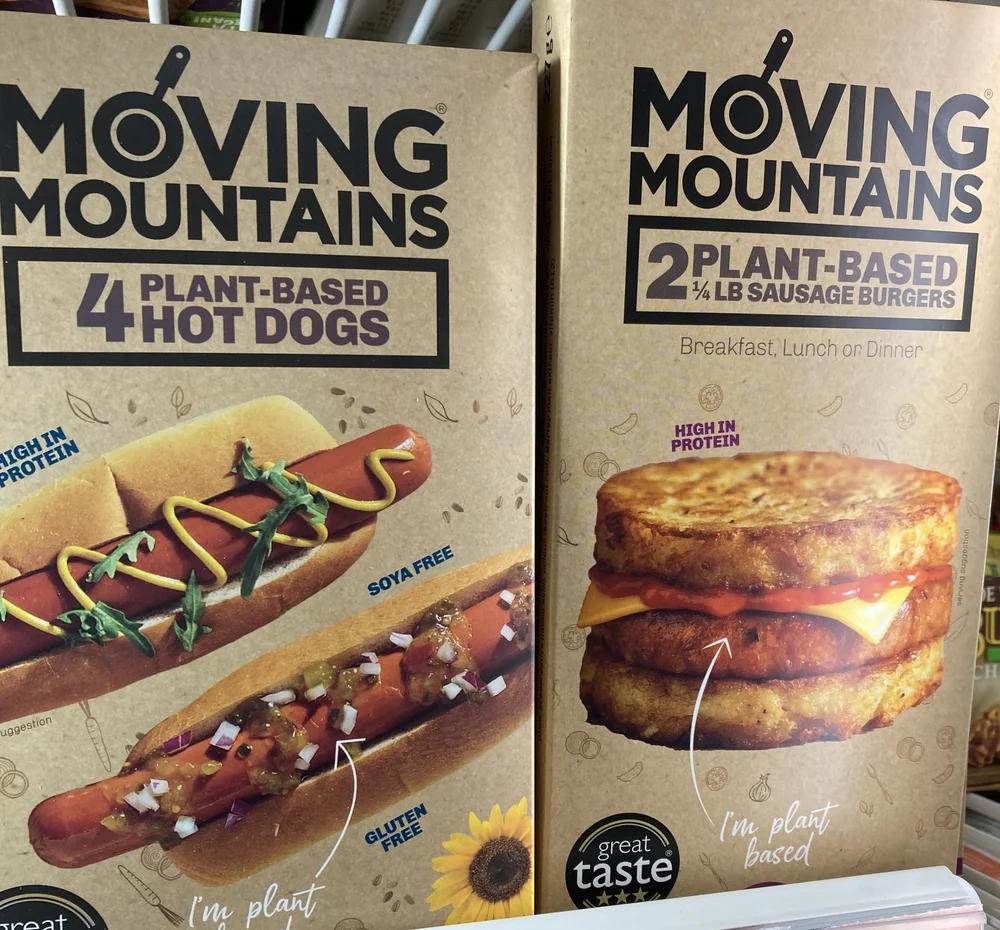 MOVING®
MOUNTAINS
4 PLANT-BASED
HOT DOGS
HIGH IN
PROTEIN
SOYA FREE
GLUTEN
FREE
I'm plant
great
MOVING®
MOUNTAINS
2 PLANT-BASED
¼ LB SAUSAGE BURGERS
Breakfast, Lunch or Dinner
HIGH IN
PROTEIN
I'm plant
based
great
taste®